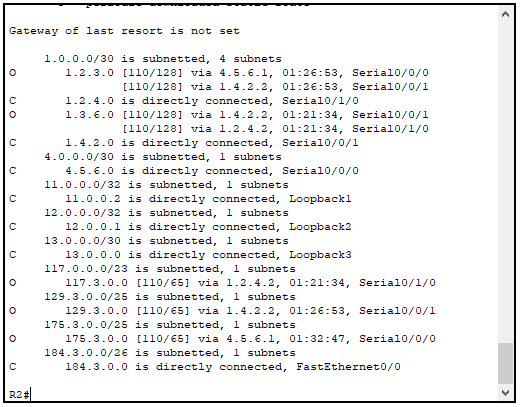 Gateway of last resort is not set
1.0.0.0/30 is subnetted, 4 subnets
O 1.2.3.0 [110/128] via 4.5.6.1, 01:26:53, Serial0/0/0
[110/128] via 1.4.2.2, 01:26:53, Serial0/0/1
C 1.2.4.0 is directly connected, Serial0/1/0
O 1.3.6.0 [110/128] via 1.4.2.2, 01:21:34, Serial0/0/1
[110/128] via 1.2.4.2, 01:21:34, Serial0/1/0
C 1.4.2.0 is directly connected, Serial0/0/1
4.0.0.0/30 is subnetted, 1 subnets
C 4.5.6.0 is directly connected, Serial0/0/0
11.0.0.0/32 is subnetted, 1 subnets
C 11.0.0.2 is directly connected, Loopback1
12.0.0.0/32 is subnetted, 1 subnets
C 12.0.0.1 is directly connected, Loopback2
13.0.0.0/30 is subnetted, 1 subnets
C 13.0.0.0 is directly connected, Loopback3
117.0.0.0/23 is subnetted, 1 subnets
O 117.3.0.0 [110/65] via 1.2.4.2, 01:21:34, Serial0/1/0
129.3.0.0/25 is subnetted, 1 subnets
O 129.3.0.0 [110/65] via 1.4.2.2, 01:26:53, Serial0/0/1
175.3.0.0/25 is subnetted, 1 subnets
O 175.3.0.0 [110/65] via 4.5.6.1, 01:32:47, Serial0/0/0
184.3.0.0/26 is subnetted, 1 subnets
C 184.3.0.0 is directly connected, FastEthernet0/0
R2#